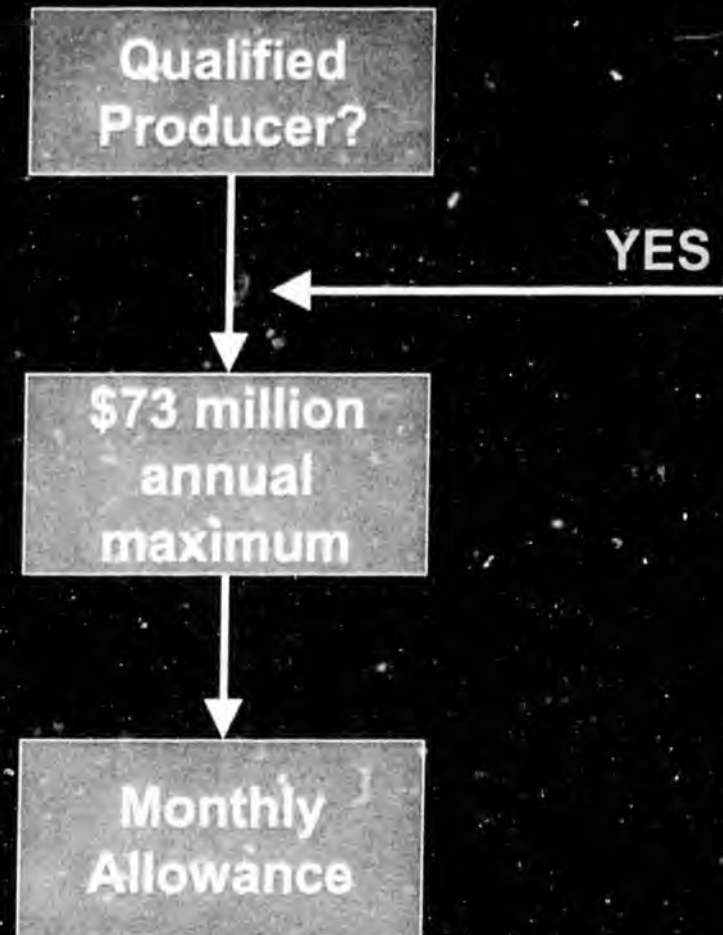 Qualified
Producer?
YES
$73 million
annual
maximum
Monthly
Allowance